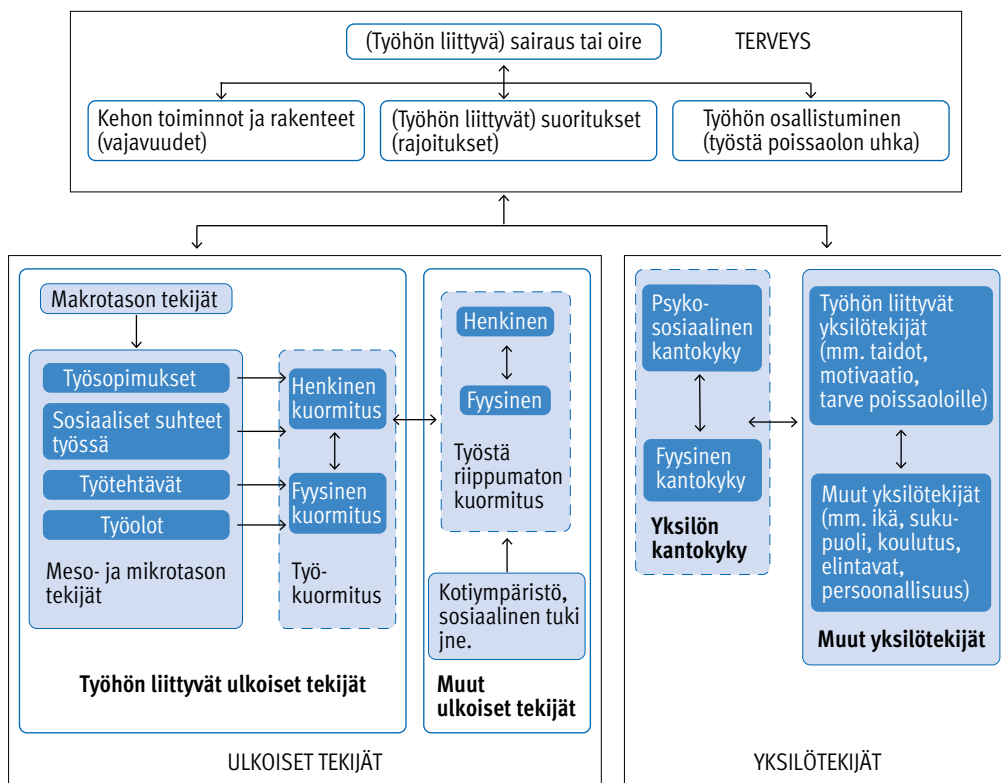 (Työhön liittyvä) sairaus tai oire
TERVEYS
Kehon toiminnot ja rakenteet
(vajavuudet)
(Työhön liittyvät) suoritukset
(rajoitukset)
Työhön osallistuminen
(työstä poissaolon uhka)
Makrotason tekijät
Työsopimukset
Sosiaaliset suhteet
työssä
Työtehtävät
Työolot
Meso- ja mikrotason
tekijät
Henkinen
kuormitus
Fyysinen
kuormitus
Työ-
kuormitus
Työhön liittyvät ulkoiset tekijät
Henkinen
Fyysinen
Työstä
riippumaton
kuormitus
Kotiympäristö,
sosiaalinen tuki
jne.
Muut
ulkoiset tekijät
ULKOISET TEKIJÄT
Psyko-
sosiaalinen
kantokyky
Fyysinen
kantokyky
Yksilön
kantokyky
Työhön liittyvät
yksilötekijät
(mm. taidot,
motivaatio,
tarve poissaoloille)
Muut yksilötekijät
(mm. ikä, suku-
puoli, koulutus,
elintavat,
persoonallisuus)
Muut yksilötekijät
YKSILÖTEKIJÄT